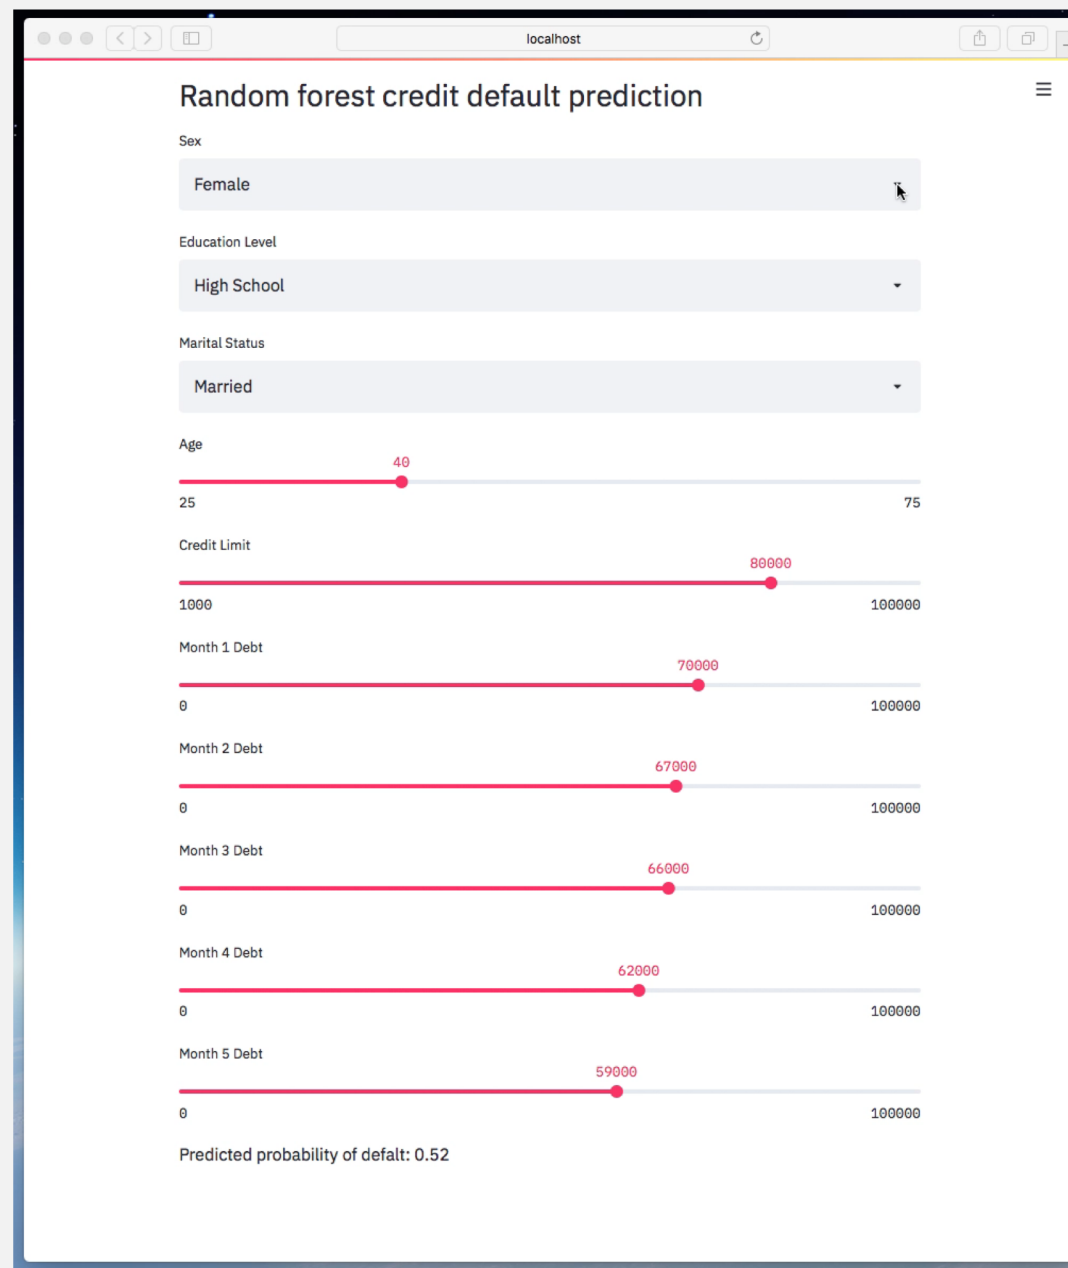 localhost
Random forest credit default prediction
Sex
Female
Education Level
High School
Marital Status
Married
Age
40
25 75
Credit Limit
80000
1000 100000
Month 1 Debt
70000
0 100000
Month 2 Debt
67000
0 100000
Month 3 Debt
66000
0 100000
Month 4 Debt
62000
0 100000
Month 5 Debt
59000
0 100000
Predicted probability of defalt: 0.52